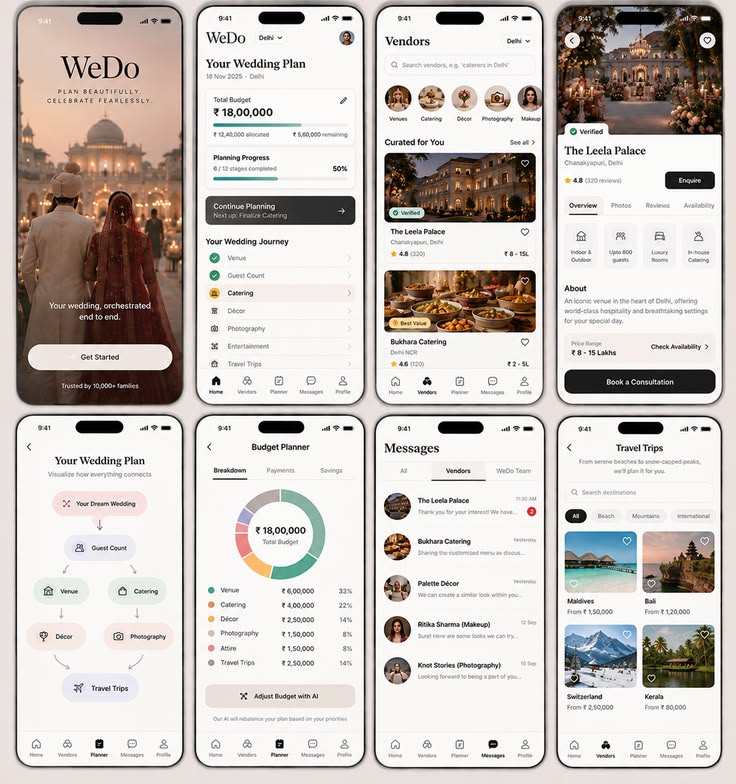 9:41
WeDo
PLAN BEAUTIFULLY.
CELEBRATE FEARLESSLY.
Your wedding, orchestrated
end to end.
Get Started
Trusted by 10,000+ families
9:41
WeDo
Delhi
Your Wedding Plan
18 Nov 2025 · Delhi
Total Budget
₹ 18,00,000
₹ 12,40,000 allocated
₹ 5,60,000 remaining
Planning Progress
6 / 12 stages completed
50%
Continue Planning
Next up: Finalize Catering
Your Wedding Journey
Venue
Guest Count
Catering
Décor
Photography
Entertainment
Travel Trips
Home
Vendors
Planner
Messages
Profile
9:41
Vendors
Delhi
Search vendors, e.g. 'caterers in Delhi'
Venues
Catering
Décor
Photography
Makeup
Curated for You
See all
Verified
The Leela Palace
Chanakyapuri, Delhi
4.8 (320)
₹ 8 - 15L
Best Value
Bukhara Catering
Delhi NCR
4.6 (120)
₹ 2 - 5L
Home
Vendors
Planner
Messages
Profile
9:41
Verified
The Leela Palace
Chanakyapuri, Delhi
4.8 (320 reviews)
Enquire
Overview
Photos
Reviews
Availability
Indoor &
Outdoor
Upto 800
guests
Luxury
Rooms
In-house
Catering
About
An iconic venue in the heart of Delhi, offering
world-class hospitality and breathtaking settings
for your special day.
Price Range
₹ 8 - 15 Lakhs
Check Availability
Book a Consultation
9:41
Your Wedding Plan
Visualize how everything connects
Your Dream Wedding
Guest Count
Venue
Catering
Décor
Photography
Travel Trips
Home
Vendors
Planner
Messages
Profile
9:41
Budget Planner
Breakdown
Payments
Savings
₹ 18,00,000
Total Budget
Venue ₹ 6,00,000 33%
Catering ₹ 4,00,000 22%
Décor ₹ 2,50,000 14%
Photography ₹ 1,50,000 8%
Attire ₹ 1,50,000 8%
Travel Trips ₹ 2,50,000 14%
Adjust Budget with AI
Our AI will rebalance your plan based on your priorities
Home
Vendors
Planner
Messages
Profile
9:41
Messages
All
Vendors
WeDo Team
The Leela Palace
11:20 AM
Thank you for your interest! We have...
2
Bukhara Catering
Yesterday
Sharing the customized menu as discus...
Palette Décor
Yesterday
We can create a similar look within you...
Ritika Sharma (Makeup)
12 Sep
Sure! Here are some looks we can try...
Knot Stories (Photography)
10 Sep
Looking forward to being a part of you...
Home
Vendors
Planner
Messages
Profile
9:41
Travel Trips
From serene beaches to snow-capped peaks,
we'll plan it for you.
Search destinations
All
Beach
Mountains
International
Maldives
From ₹ 1,50,000
Bali
From ₹ 1,20,000
Switzerland
From ₹ 2,50,000
Kerala
From ₹ 80,000
Home
Vendors
Planner
Messages
Profile